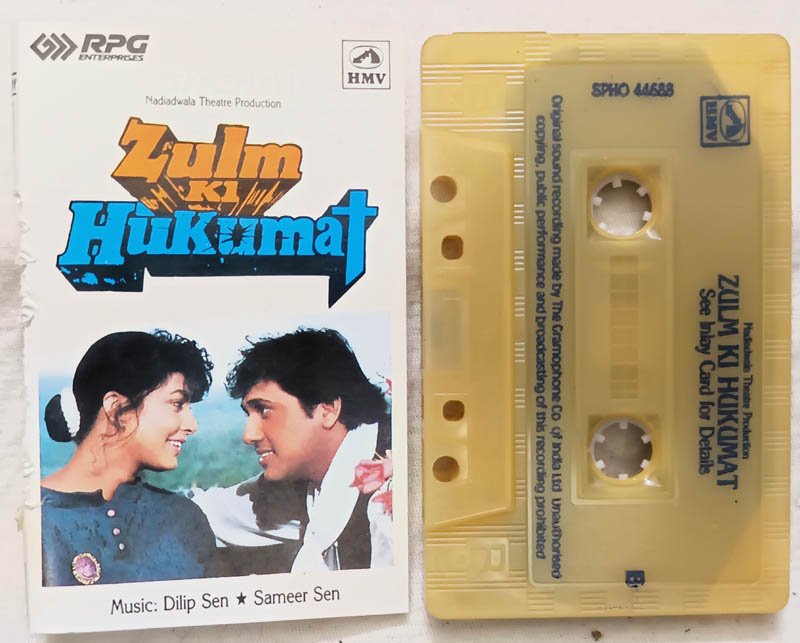 RPG
ENTERPRISES
HMV
Nadiadwala Theatre Production
Zulm
Ki
Hukumat
Music: Dilip Sen ★ Sameer Sen
SPHO 44688
HMV
Original sound recording made by The Gramophone Co. of India Ltd. Unauthorised
copying, public performance and broadcasting of this recording prohibited
Nadiadwala Theatre Production
ZULM KI HUKUMAT
See Inlay Card for Details
B
R